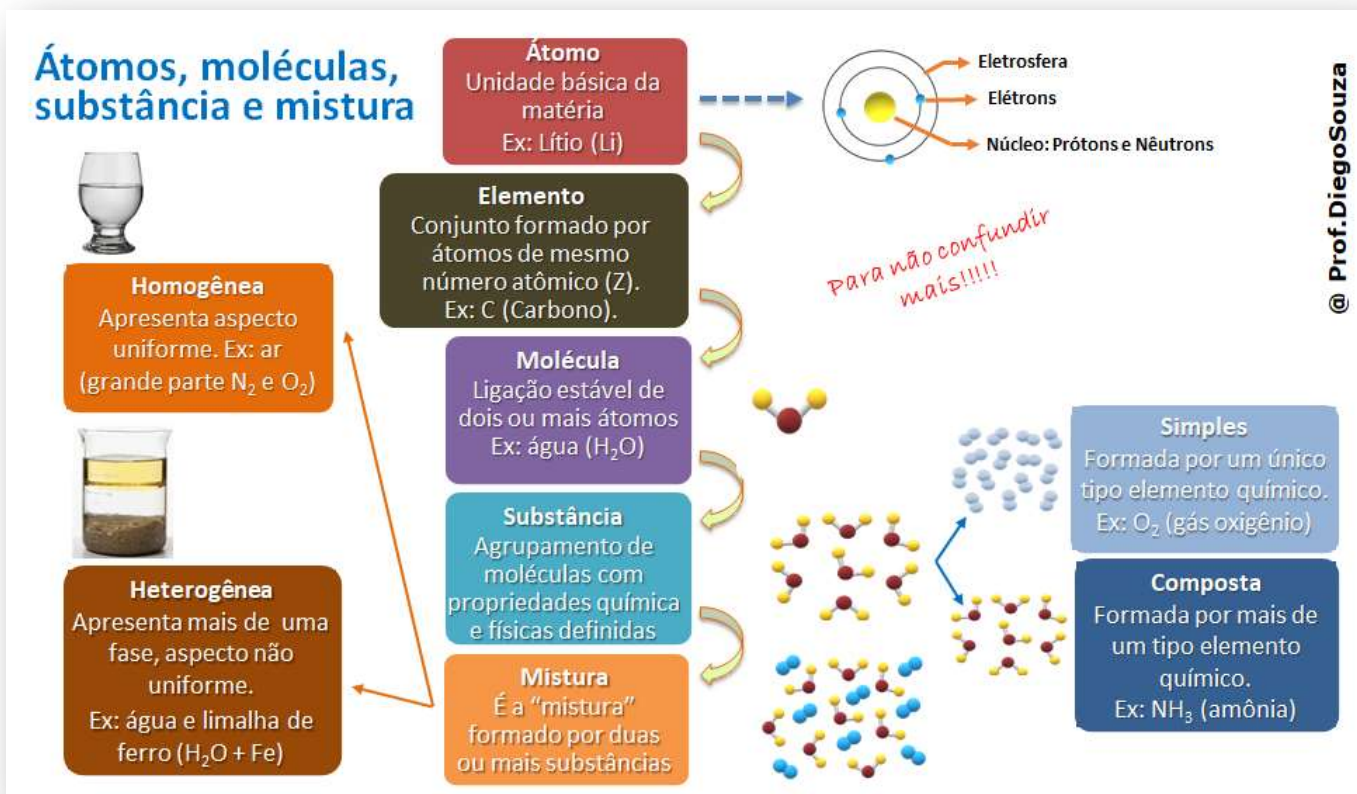 Átomos, moléculas,
substância e mistura
Átomo
Unidade básica da
matéria
Ex: Lítio (Li)
Eletrosfera
Elétrons
Núcleo: Prótons e Nêutrons
@ Prof.DiegoSouza
Elemento
Conjunto formado por
átomos de mesmo
número atômico (Z).
Ex: C (Carbono).
Para não confundir
mais!!!!!
Homogênea
Apresenta aspecto
uniforme. Ex: ar
(grande parte N₂ e O₂)
Molécula
Ligação estável de
dois ou mais átomos
Ex: água (H₂O)
Simples
Formada por um único
tipo elemento químico.
Ex: O₂ (gás oxigênio)
Substância
Agrupamento de
moléculas com
propriedades química
e físicas definidas
Composta
Formada por mais de
um tipo elemento
químico.
Ex: NH₃ (amônia)
Heterogênea
Apresenta mais de uma
fase, aspecto não
uniforme.
Ex: água e limalha de
ferro (H₂O + Fe)
Mistura
É a “mistura”
formado por duas
ou mais substâncias